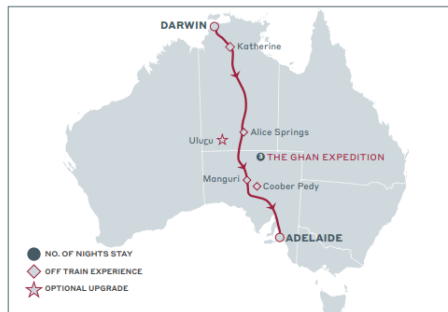 DARWIN
Katherine
Alice Springs
Uluru
3 THE GHAN EXPEDITION
Manguri
Coober Pedy
ADELAIDE
NO. OF NIGHTS STAY
OFF TRAIN EXPERIENCE
OPTIONAL UPGRADE